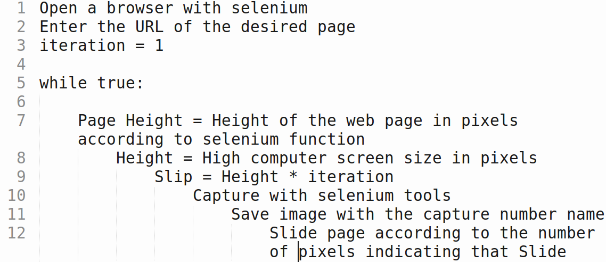 1 Open a browser with selenium
2 Enter the URL of the desired page
3 iteration = 1
4
5 while true:
6
7 Page Height = Height of the web page in pixels
according to selenium function
8 Height = High computer screen size in pixels
9 Slip = Height * iteration
10 Capture with selenium tools
11 Save image with the capture number name
12 Slide page according to the number
of pixels indicating that Slide